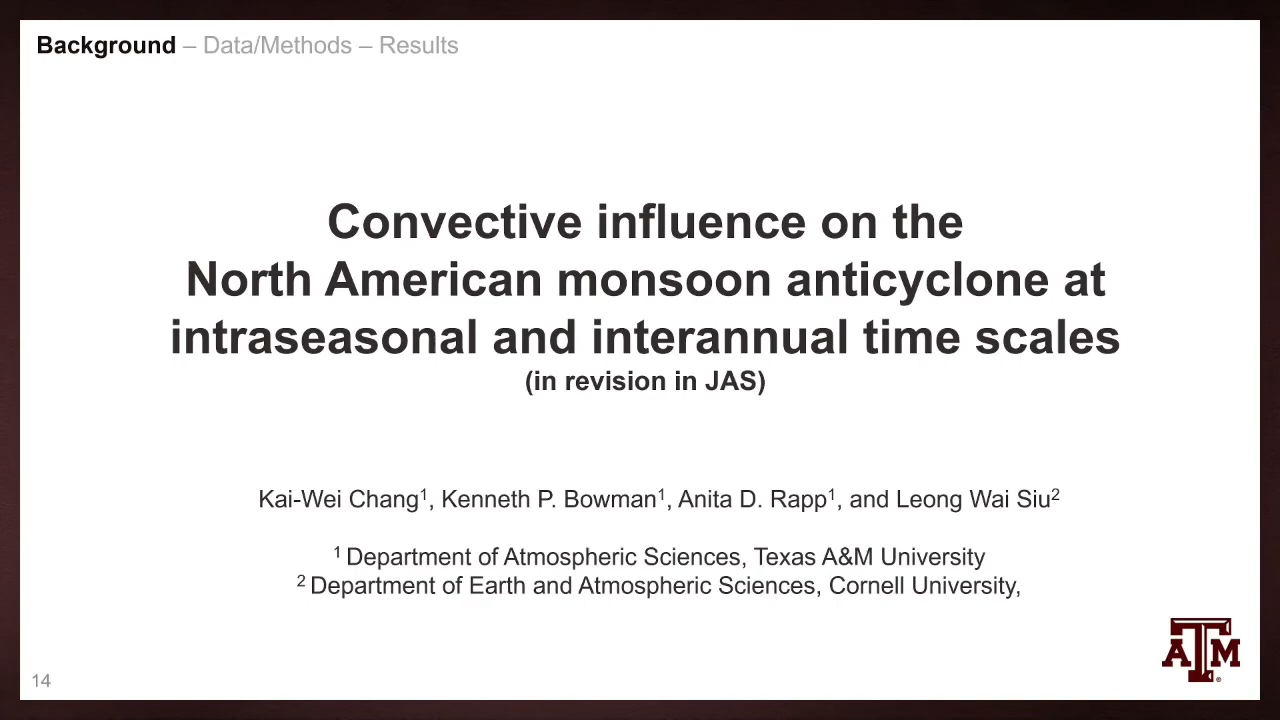 Background – Data/Methods – Results
Convective influence on the
North American monsoon anticyclone at
intraseasonal and interannual time scales
(in revision in JAS)
Kai-Wei Chang¹, Kenneth P. Bowman¹, Anita D. Rapp¹, and Leong Wai Siu²
¹ Department of Atmospheric Sciences, Texas A&M University
² Department of Earth and Atmospheric Sciences, Cornell University,
ATM®
14